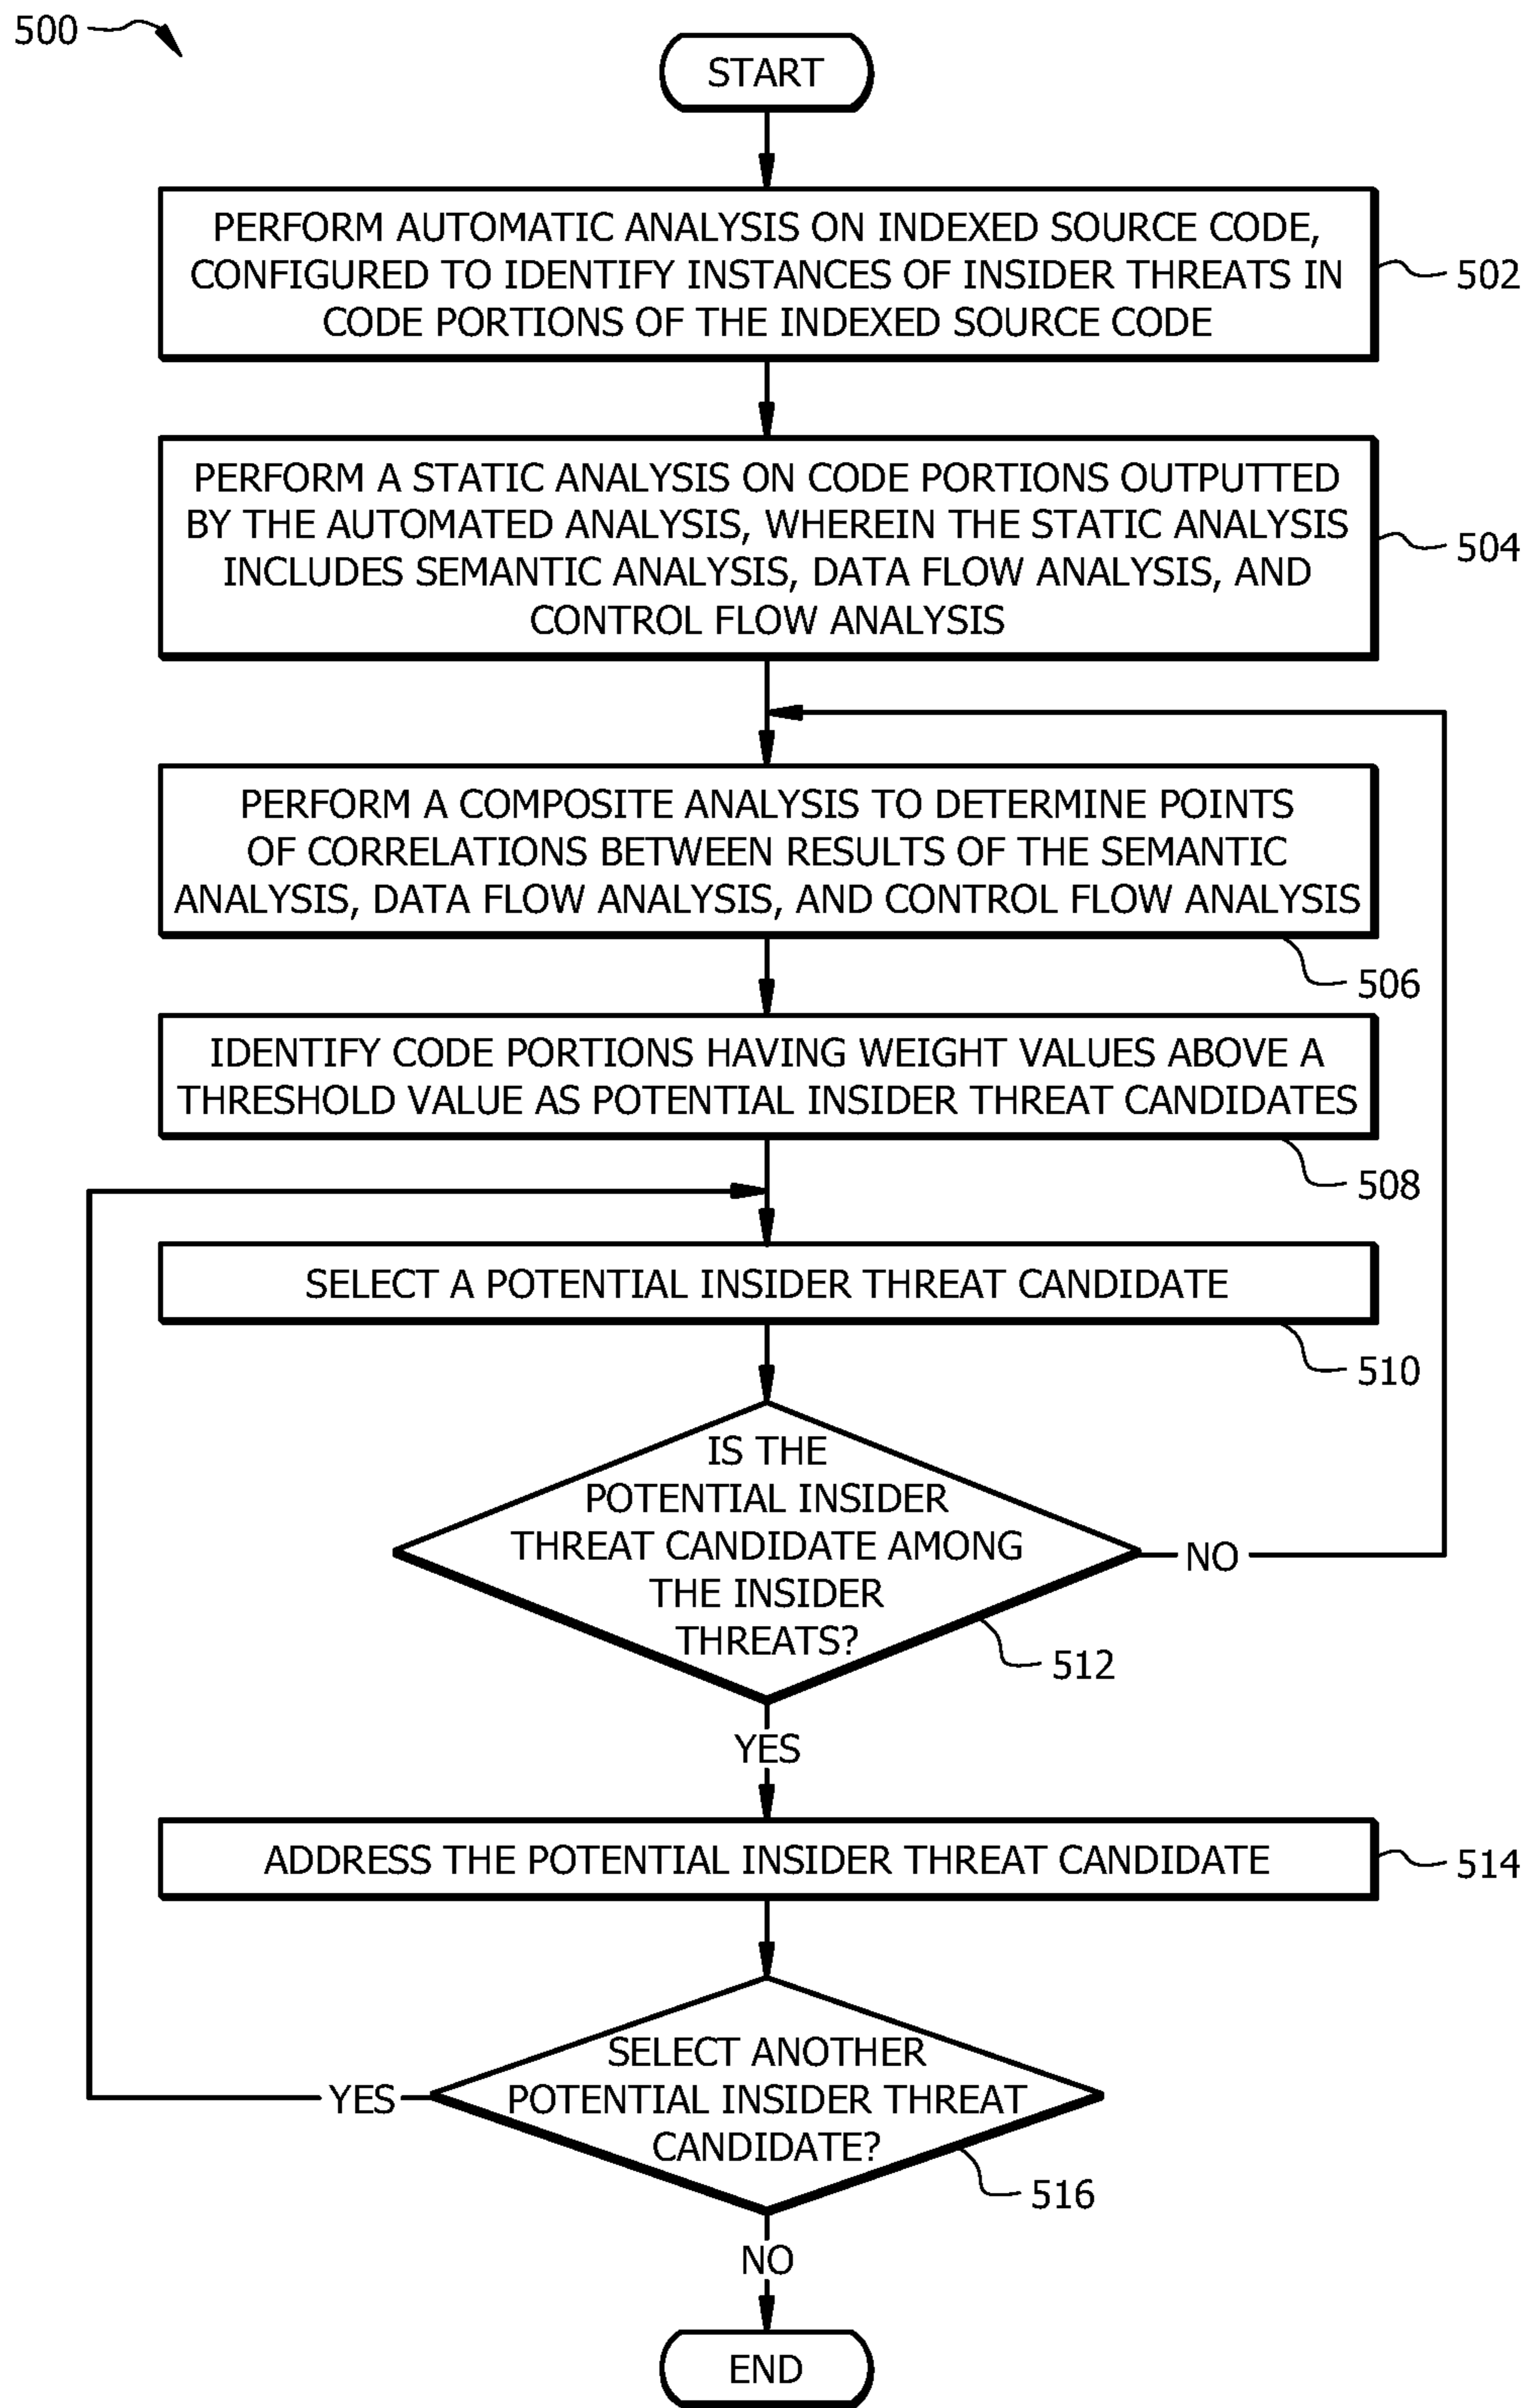 500
START
PERFORM AUTOMATIC ANALYSIS ON INDEXED SOURCE CODE,
CONFIGURED TO IDENTIFY INSTANCES OF INSIDER THREATS IN
CODE PORTIONS OF THE INDEXED SOURCE CODE
502
PERFORM A STATIC ANALYSIS ON CODE PORTIONS OUTPUTTED
BY THE AUTOMATED ANALYSIS, WHEREIN THE STATIC ANALYSIS
INCLUDES SEMANTIC ANALYSIS, DATA FLOW ANALYSIS, AND
CONTROL FLOW ANALYSIS
504
PERFORM A COMPOSITE ANALYSIS TO DETERMINE POINTS
OF CORRELATIONS BETWEEN RESULTS OF THE SEMANTIC
ANALYSIS, DATA FLOW ANALYSIS, AND CONTROL FLOW ANALYSIS
506
IDENTIFY CODE PORTIONS HAVING WEIGHT VALUES ABOVE A
THRESHOLD VALUE AS POTENTIAL INSIDER THREAT CANDIDATES
508
SELECT A POTENTIAL INSIDER THREAT CANDIDATE
510
IS THE
POTENTIAL INSIDER
THREAT CANDIDATE AMONG
THE INSIDER
THREATS?
NO
512
YES
ADDRESS THE POTENTIAL INSIDER THREAT CANDIDATE
514
SELECT ANOTHER
POTENTIAL INSIDER THREAT
CANDIDATE?
YES
516
NO
END